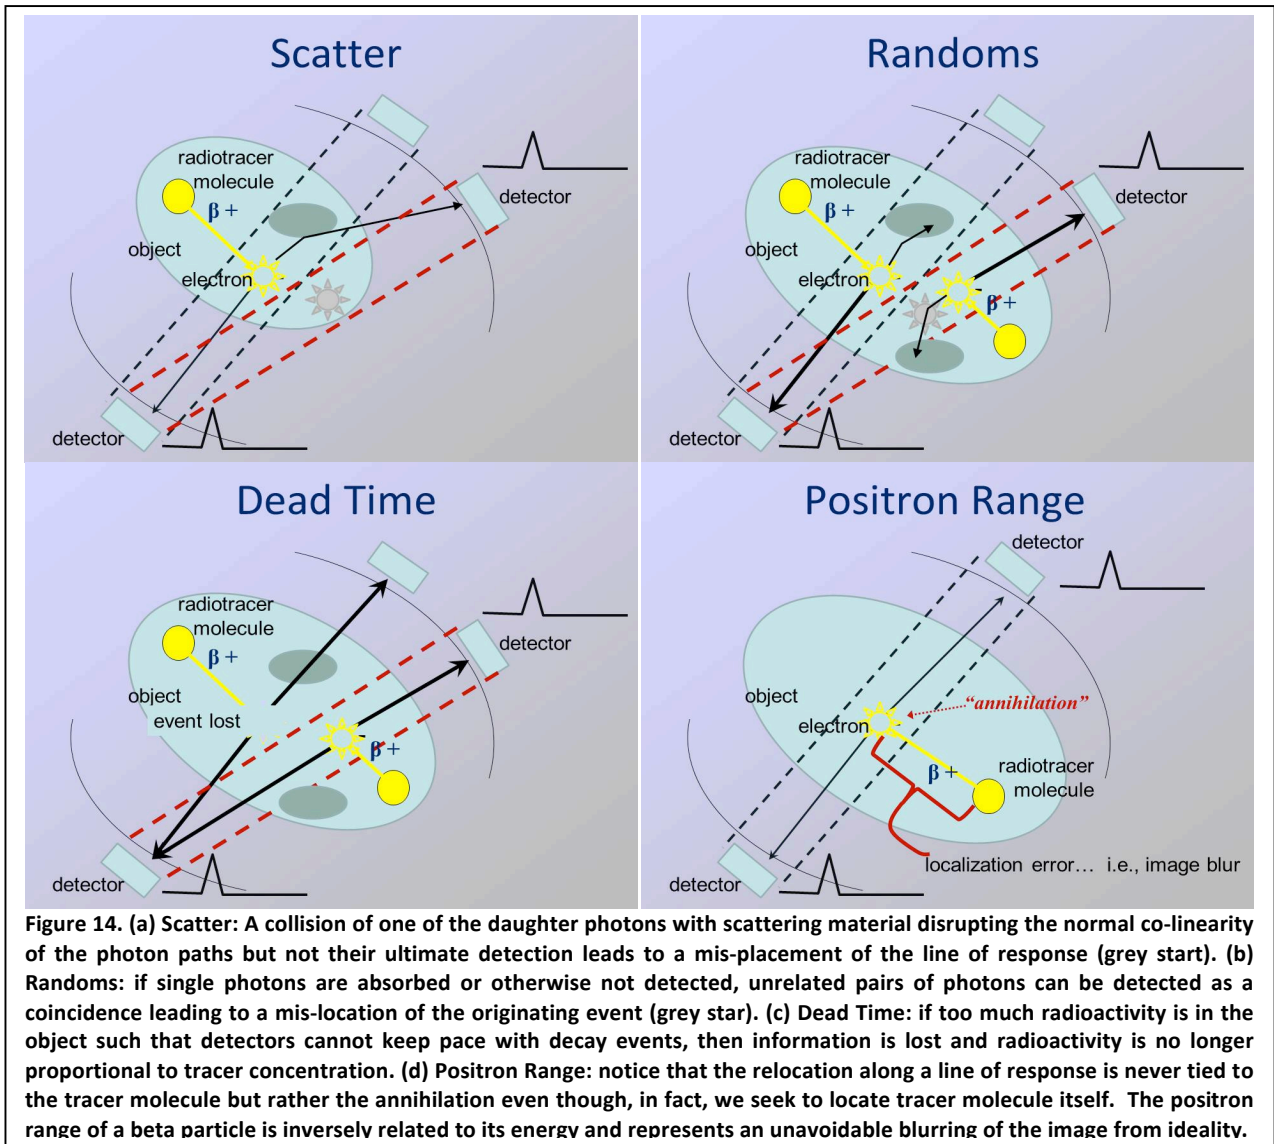 Scatter
radiotracer
molecule
β +
object
electron
detector
detector
Randoms
radiotracer
molecule
β +
object
electron
β +
detector
detector
Dead Time
radiotracer
molecule
β +
object
event lost
β +
detector
detector
Positron Range
detector
object
"annihilation"
electron
β +
radiotracer
molecule
localization error... i.e., image blur
detector
Figure 14. (a) Scatter: A collision of one of the daughter photons with scattering material disrupting the normal co-linearity
of the photon paths but not their ultimate detection leads to a mis-placement of the line of response (grey start). (b)
Randoms: if single photons are absorbed or otherwise not detected, unrelated pairs of photons can be detected as a
coincidence leading to a mis-location of the originating event (grey star). (c) Dead Time: if too much radioactivity is in the
object such that detectors cannot keep pace with decay events, then information is lost and radioactivity is no longer
proportional to tracer concentration. (d) Positron Range: notice that the relocation along a line of response is never tied to
the tracer molecule but rather the annihilation even though, in fact, we seek to locate tracer molecule itself. The positron
range of a beta particle is inversely related to its energy and represents an unavoidable blurring of the image from ideality.